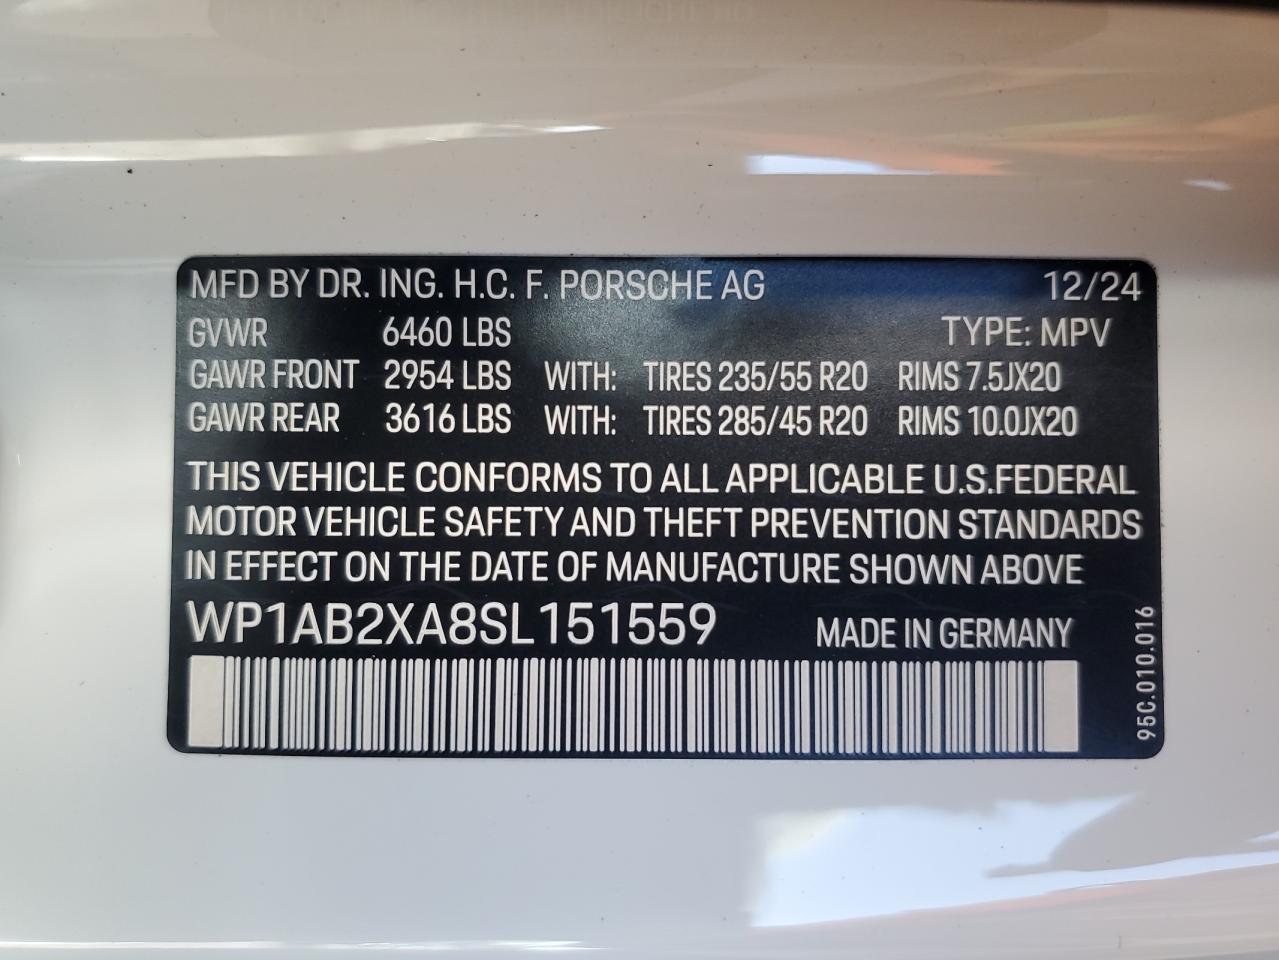 MFD BY DR. ING. H.C. F. PORSCHE AG 12/24
GVWR 6460 LBS TYPE: MPV
GAWR FRONT 2954 LBS WITH: TIRES 235/55 R20 RIMS 7.5JX20
GAWR REAR 3616 LBS WITH: TIRES 285/45 R20 RIMS 10.0JX20
THIS VEHICLE CONFORMS TO ALL APPLICABLE U.S.FEDERAL
MOTOR VEHICLE SAFETY AND THEFT PREVENTION STANDARDS
IN EFFECT ON THE DATE OF MANUFACTURE SHOWN ABOVE
WP1AB2XA8SL151559 MADE IN GERMANY
95C.010.016